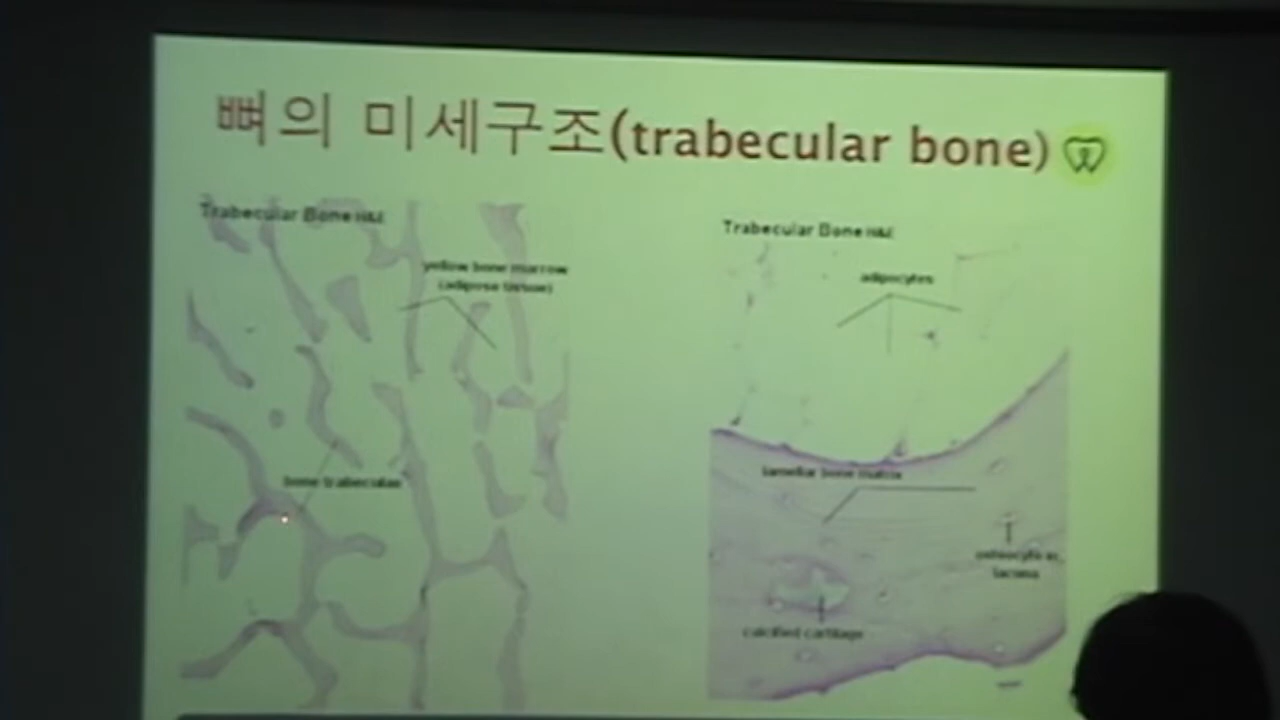 뼈의 미세구조(trabecular bone)
Trabecular Bone H&E
yellow bone marrow
(adipose tissue)
bone trabeculae
Trabecular Bone H&E
adipocytes
lamellar bone matrix
osteocyte in
lacuna
calcified cartilage